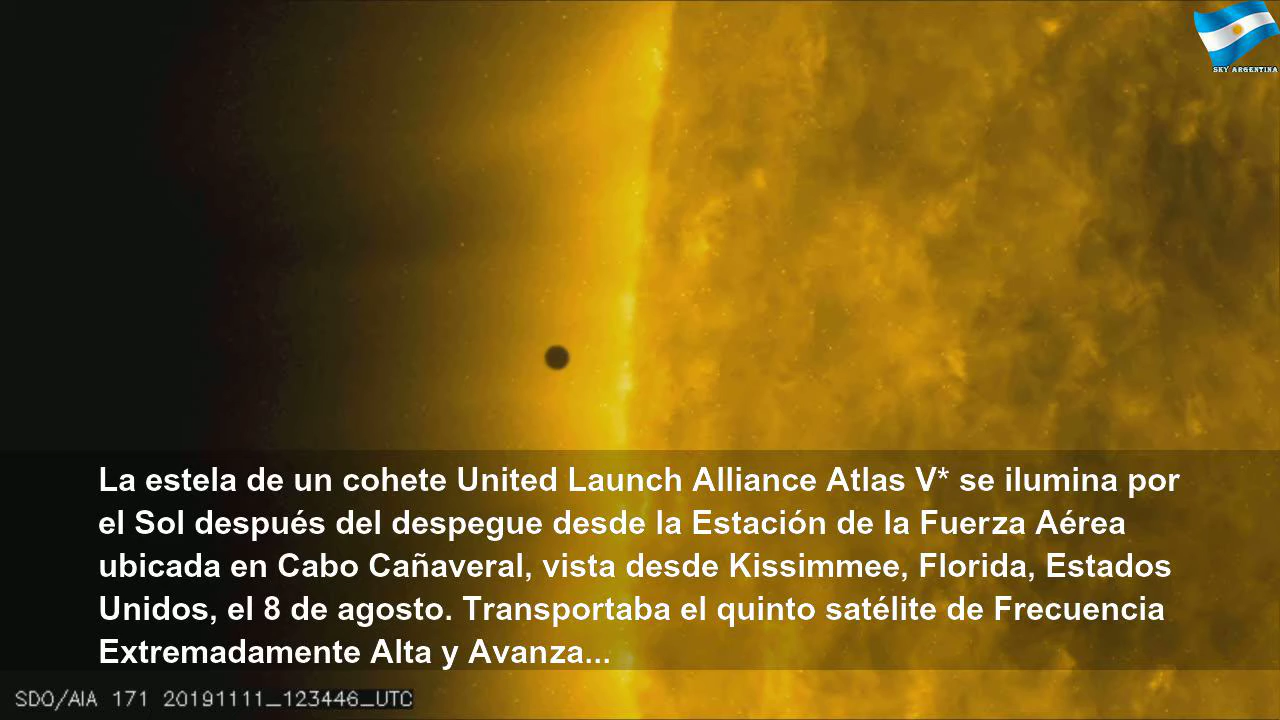 SKY ARGENTINA
La estela de un cohete United Launch Alliance Atlas V* se ilumina por
el Sol después del despegue desde la Estación de la Fuerza Aérea
ubicada en Cabo Cañaveral, vista desde Kissimmee, Florida, Estados
Unidos, el 8 de agosto. Transportaba el quinto satélite de Frecuencia
Extremadamente Alta y Avanza...
SDO/AIA 171 20191111_123446_UTC